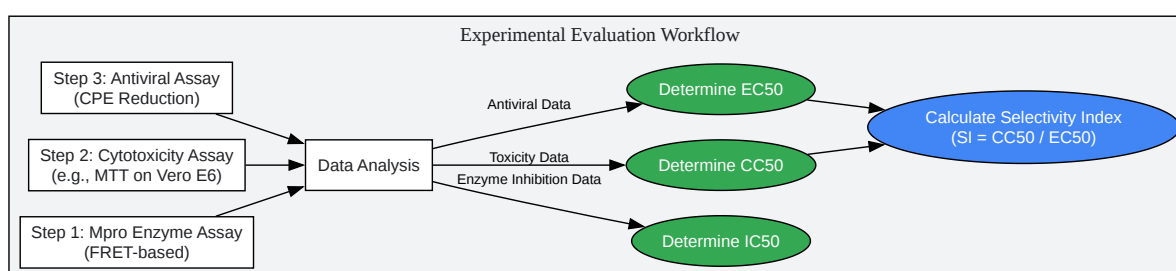 Experimental Evaluation Workflow
Step 3: Antiviral Assay
(CPE Reduction)
Step 2: Cytotoxicity Assay
(e.g., MTT on Vero E6)
Step 1: Mpro Enzyme Assay
(FRET-based)
Data Analysis
Antiviral Data
Toxicity Data
Enzyme Inhibition Data
Determine EC50
Determine CC50
Determine IC50
Calculate Selectivity Index
(SI = CC50 / EC50)